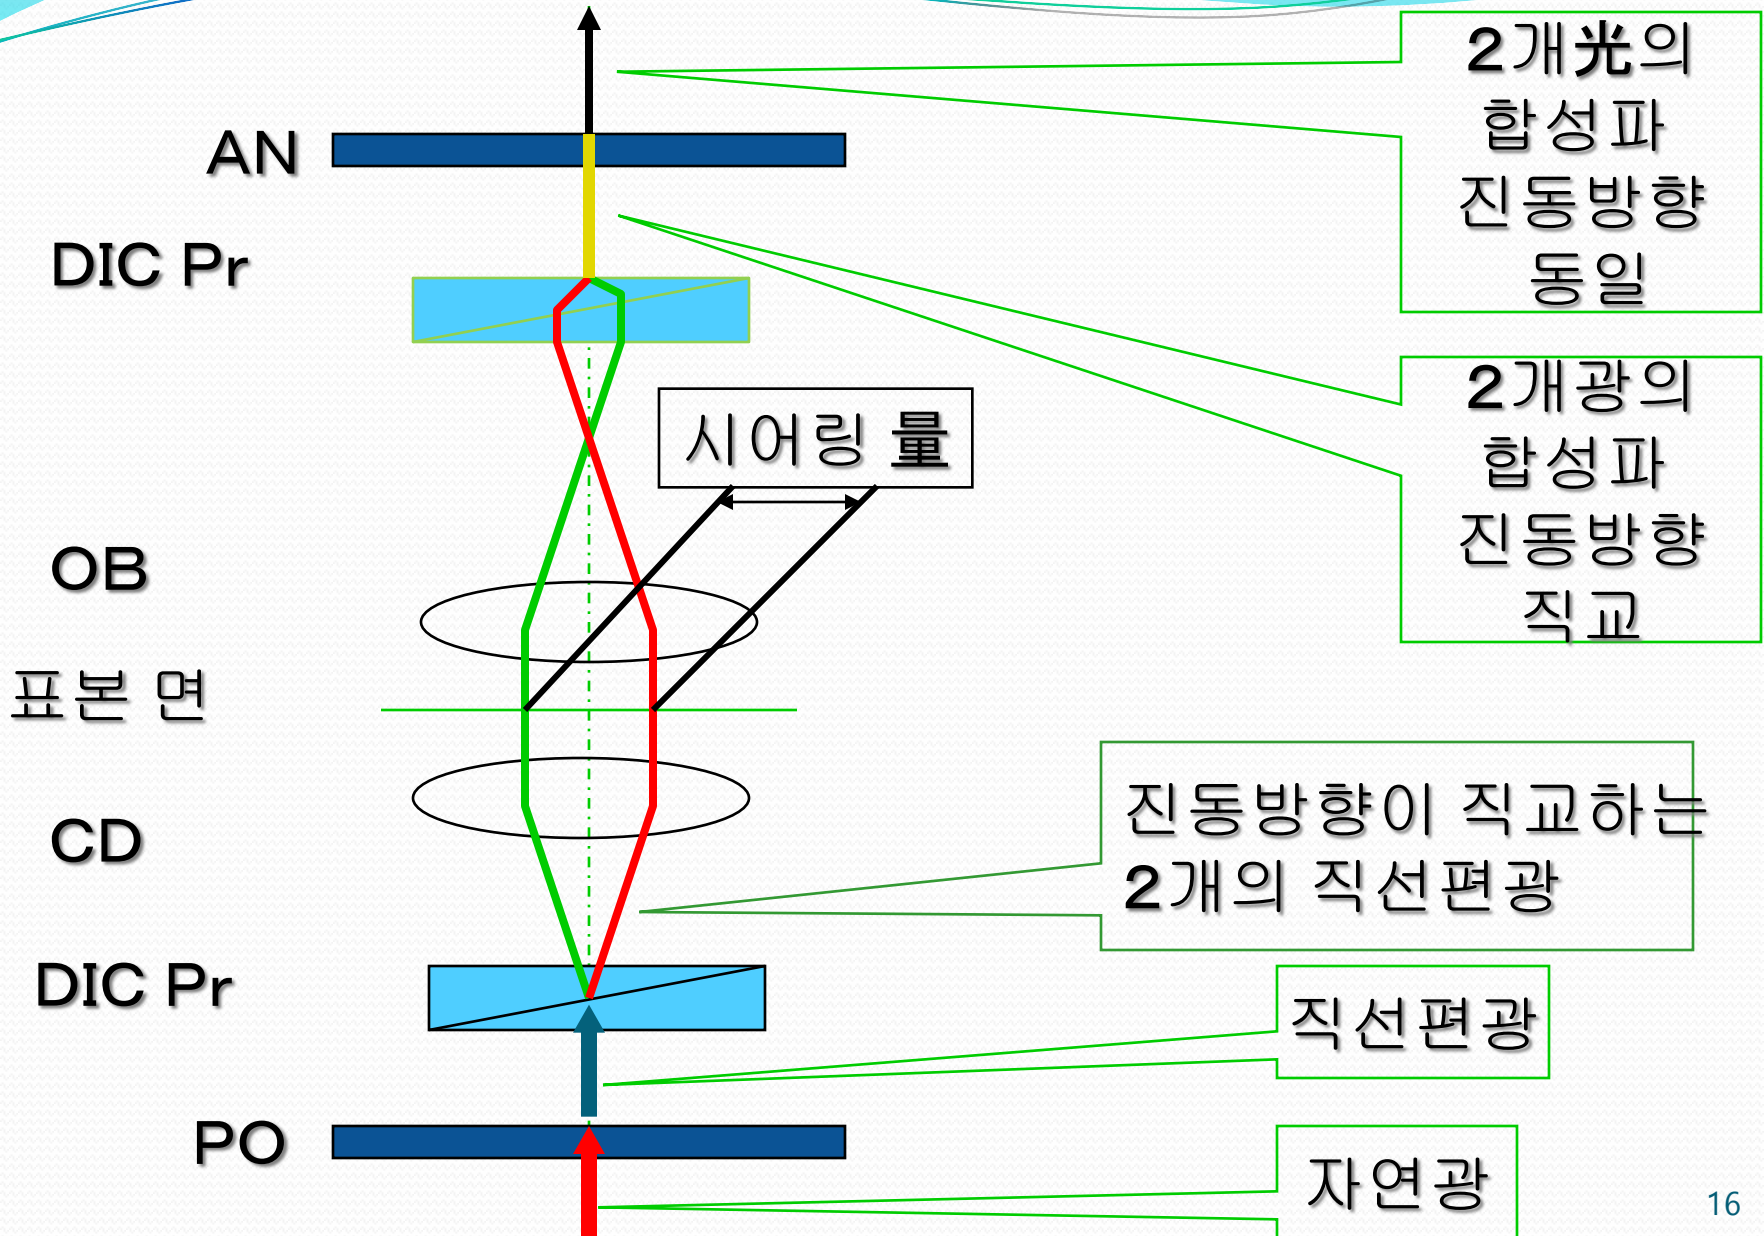 2개光의
합성파
진동방향
동일
AN
DIC Pr
2개광의
합성파
진동방향
직교
시어링 量
OB
표본 면
진동방향이 직교하는
2개의 직선편광
CD
DIC Pr
직선편광
PO
자연광
16